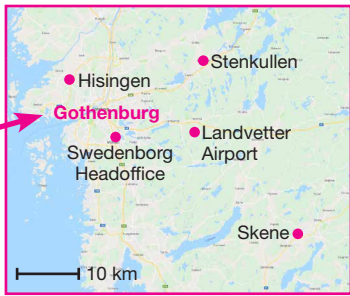 Stenkullen
Hisingen
Gothenburg
Landvetter
Airport
Swedenborg
Headoffice
Skene
10 km